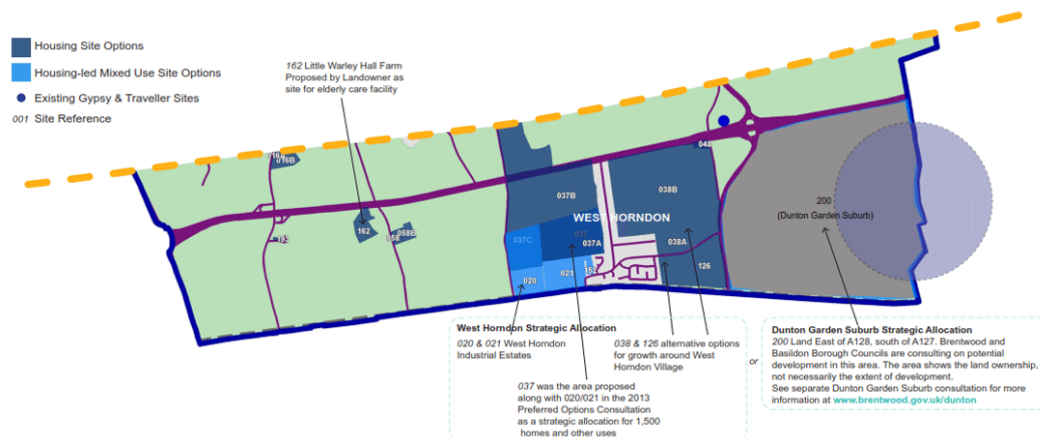 Housing Site Options
Housing-led Mixed Use Site Options
Existing Gypsy & Traveller Sites
001 Site Reference
162 Little Warley Hall Farm
Proposed by Landowner as
site for elderly care facility
016B
037B
038B
200
(Dunton Garden Suburb)
WEST HORNDON
162
058B
058
037C
037
037A
038A
020
021
152
126
West Horndon Strategic Allocation
020 & 021 West Horndon
Industrial Estates
037 was the area proposed
along with 020/021 in the 2013
Preferred Options Consultation
as a strategic allocation for 1,500
homes and other uses
038 & 126 alternative options
for growth around West
Horndon Village
or
Dunton Garden Suburb Strategic Allocation
200 Land East of A128, south of A127. Brentwood and
Basildon Borough Councils are consulting on potential
development in this area. The area shows the land ownership,
not necessarily the extent of development.
See separate Dunton Garden Suburb consultation for more
information at www.brentwood.gov.uk/dunton